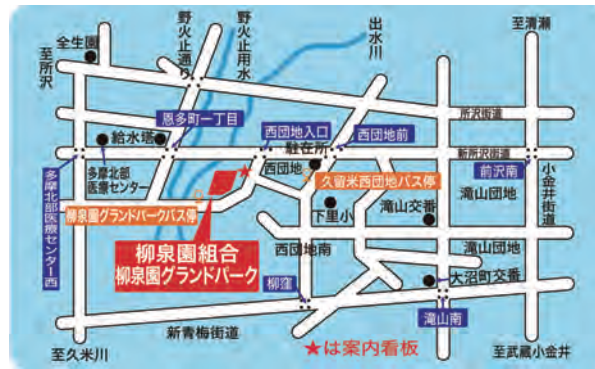 至清瀬
野火止通り
野火止用水
出水川
全生園
至所沢
所沢街道
恩多町一丁目
西団地入口
西団地前
給水塔
駐在所
新所沢街道
多摩北部
医療センター
西団地
久留米西団地バス停
前沢南
小金井街道
多摩北部医療センター西
柳泉園グランドパークバス停
下里小
滝山交番
滝山団地
柳泉園組合
柳泉園グランドパーク
西団地南
滝山団地
柳窪
大沼町交番
滝山南
新青梅街道
★は案内看板
至久米川
至武蔵小金井